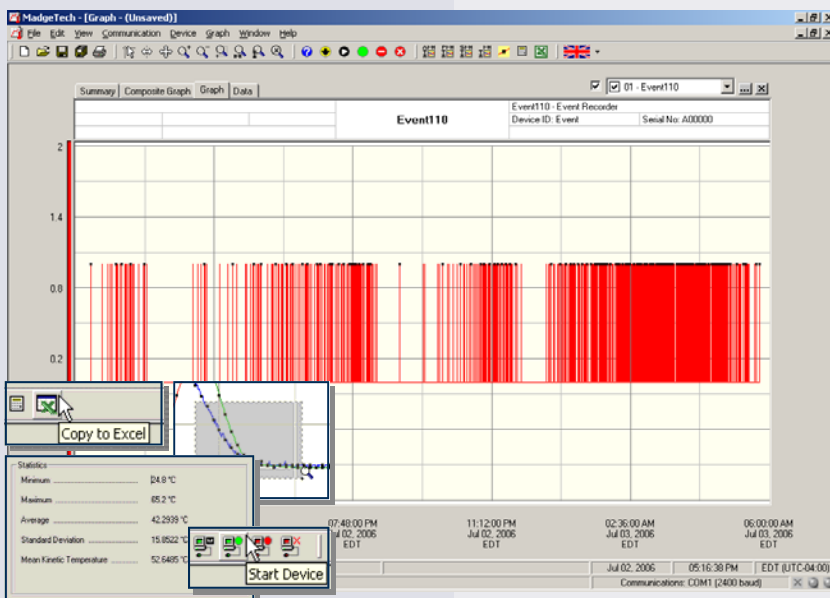 MadgeTech - [Graph - (Unsaved)]
File Edit View Communication Device Graph Window Help
Summary Composite Graph Graph Data
01 - Event110
Event110
Event110 - Event Recorder
Device ID: Event
Serial No: A00000
2
1.4
0.8
0.2
Copy to Excel
Statistics
Minimum 24.8 °C
Maximum 65.2 °C
Average 42.2939 °C
Standard Deviation 15.8522 °C
Mean Kinetic Temperature 52.6485 °C
Start Device
07:48:00 PM
Jul 02, 2006
EDT
11:12:00 PM
Jul 02, 2006
EDT
02:36:00 AM
Jul 03, 2006
EDT
06:00:00 AM
Jul 03, 2006
EDT
Jul 02, 2006 05:16:38 PM EDT (UTC-04:00)
Communications: COM1 (2400 baud)